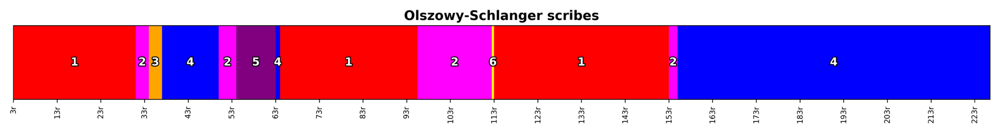 Olszowy-Schlanger scribes
1 2 3 4 2 5 4 1 2 6 1 2 4
3r 13r 23r 33r 43r 53r 63r 73r 83r 93r 103r 113r 123r 133r 143r 153r 163r 173r 183r 193r 203r 213r 223r